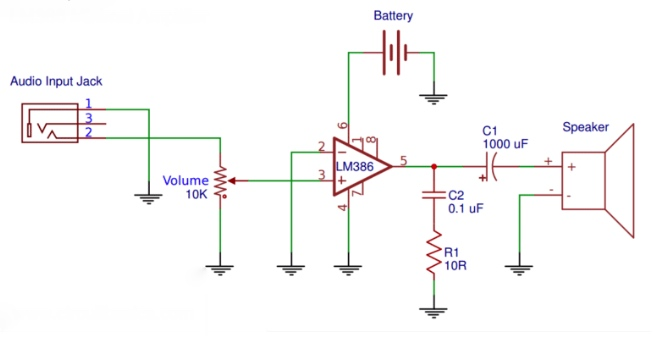 Battery
Audio Input Jack
1
3
2
Volume
10K
6
1
8
2
LM386
3
5
7
4
C1
1000 uF
Speaker
C2
0.1 uF
R1
10R